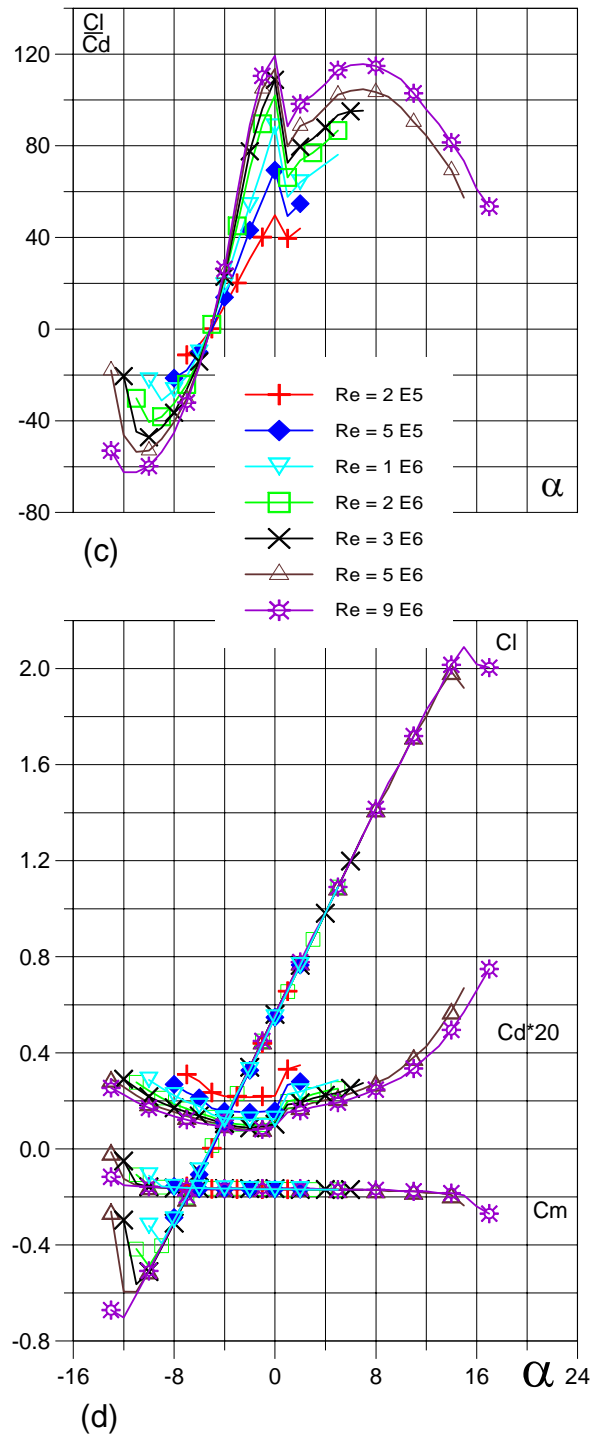 Cl
Cd
120
80
40
0
-40
-80
α
(c)
Re = 2 E5
Re = 5 E5
Re = 1 E6
Re = 2 E6
Re = 3 E6
Re = 5 E6
Re = 9 E6
Cl
2.0
1.6
1.2
0.8
Cd*20
0.4
0.0
Cm
-0.4
-0.8
-16 -8 0 8 16 24
α
(d)